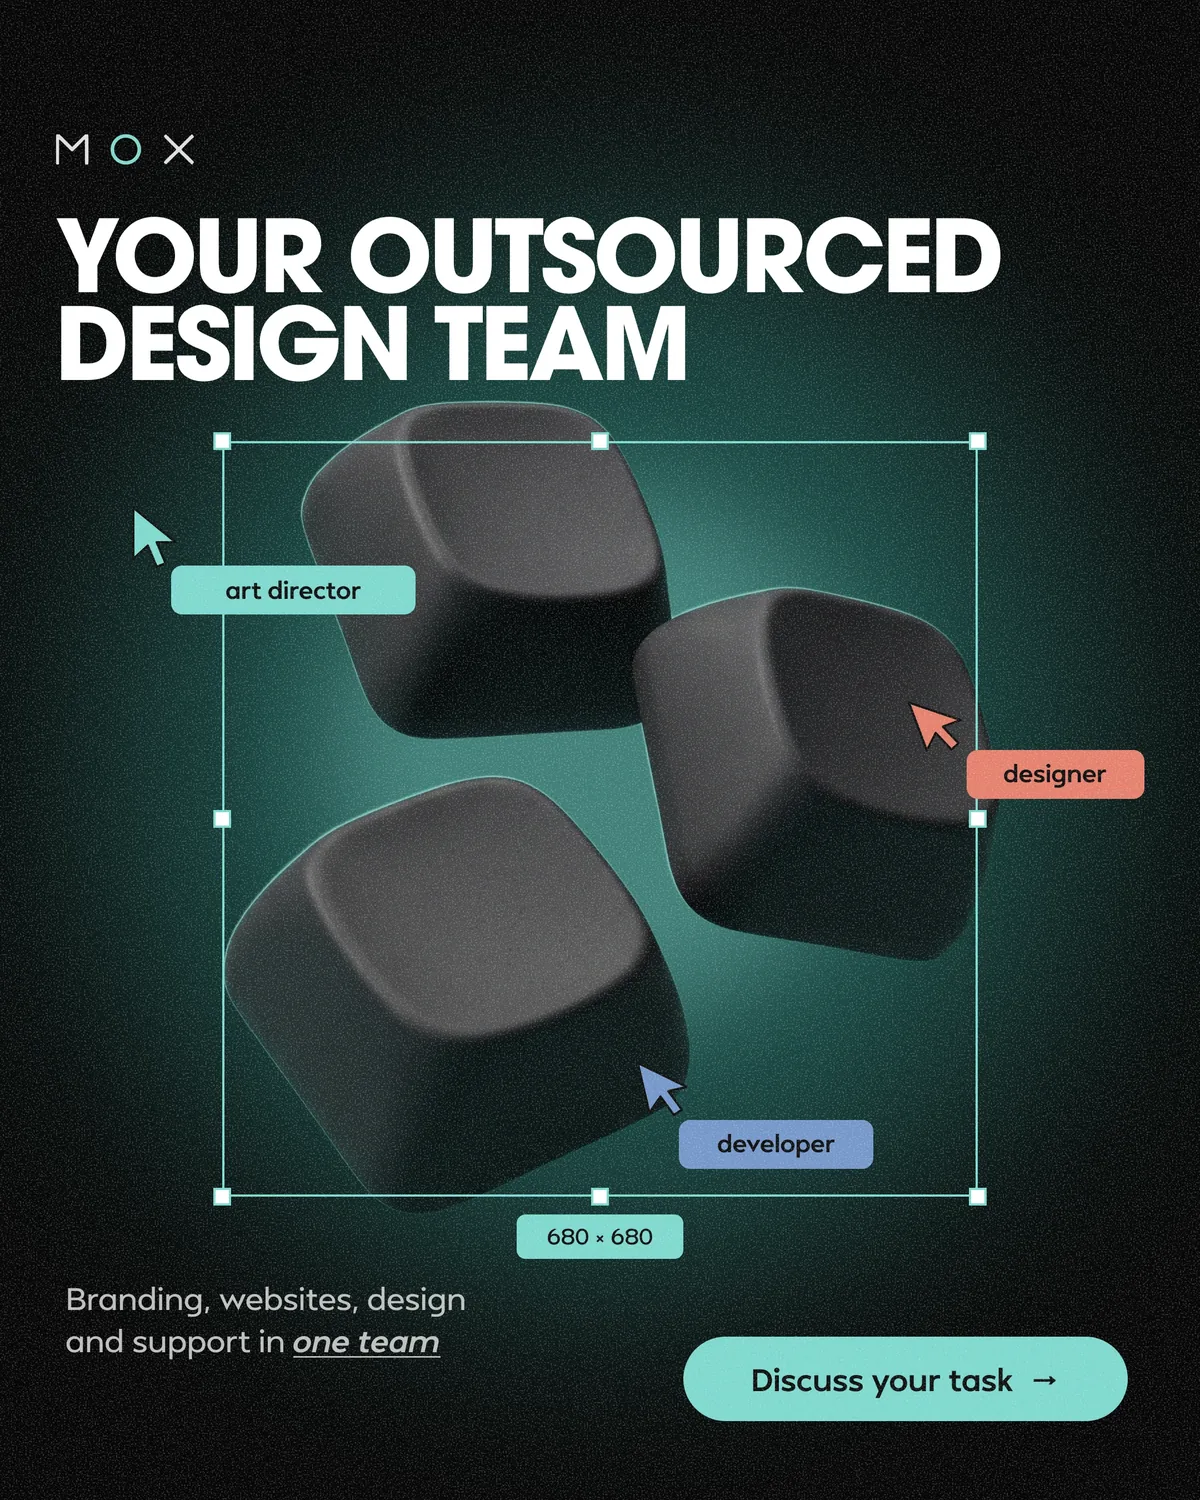 MOX
YOUR OUTSOURCED
DESIGN TEAM
art director
designer
developer
680 × 680
Branding, websites, design
and support in one team
Discuss your task →